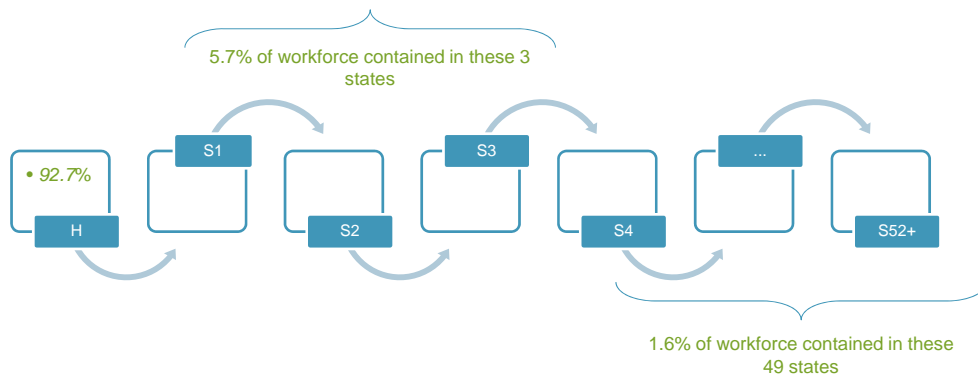 5.7% of workforce contained in these 3
states
S1
S3
...
• 92.7%
H
S2
S4
S52+
1.6% of workforce contained in these
49 states